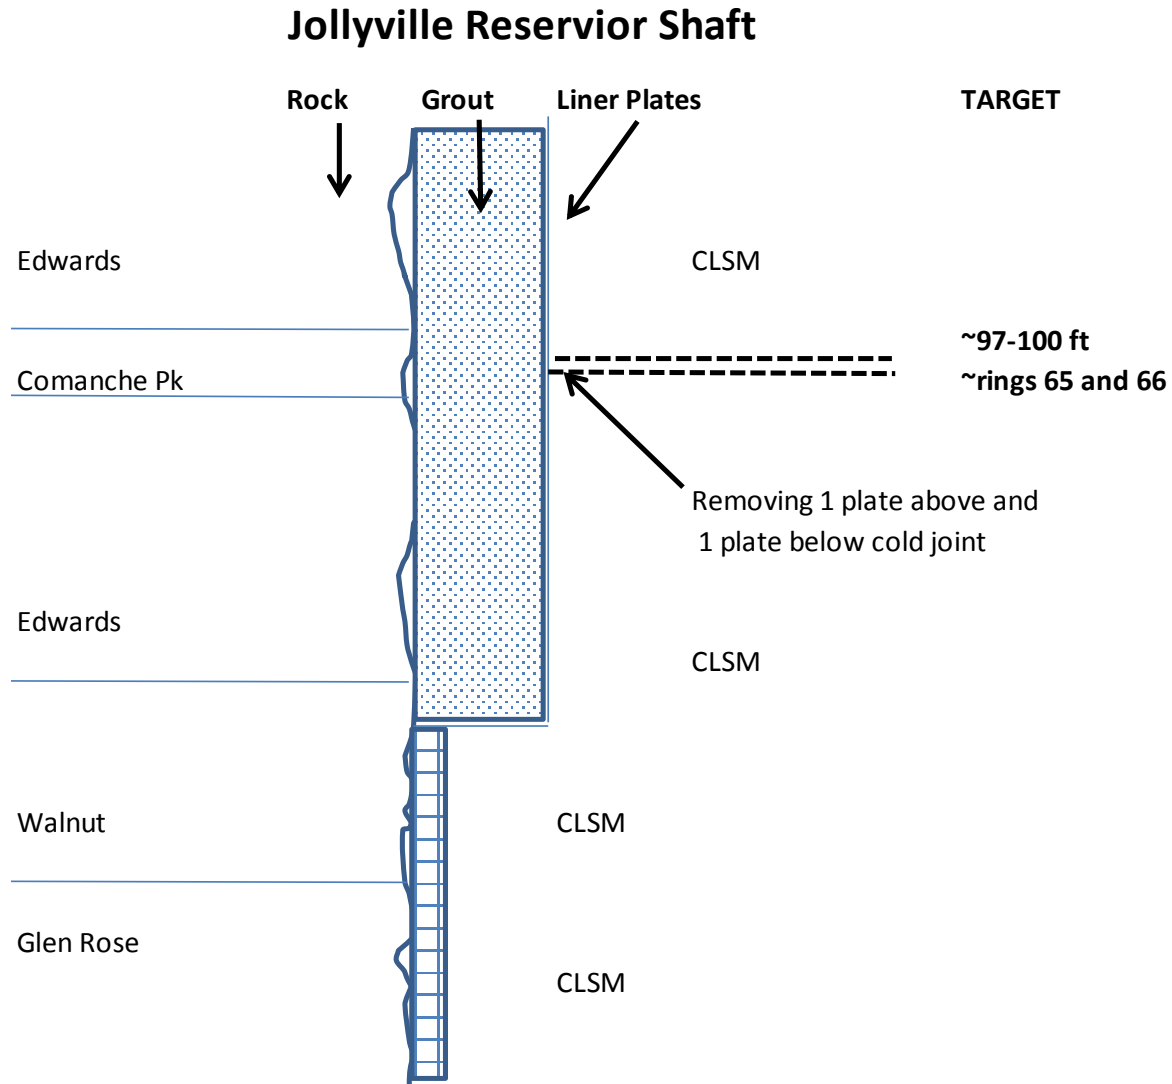 Jollyville Reservior Shaft
Rock Grout Liner Plates TARGET
Edwards CLSM
~97-100 ft
Comanche Pk ~rings 65 and 66
Removing 1 plate above and
1 plate below cold joint
Edwards
CLSM
Walnut CLSM
Glen Rose
CLSM